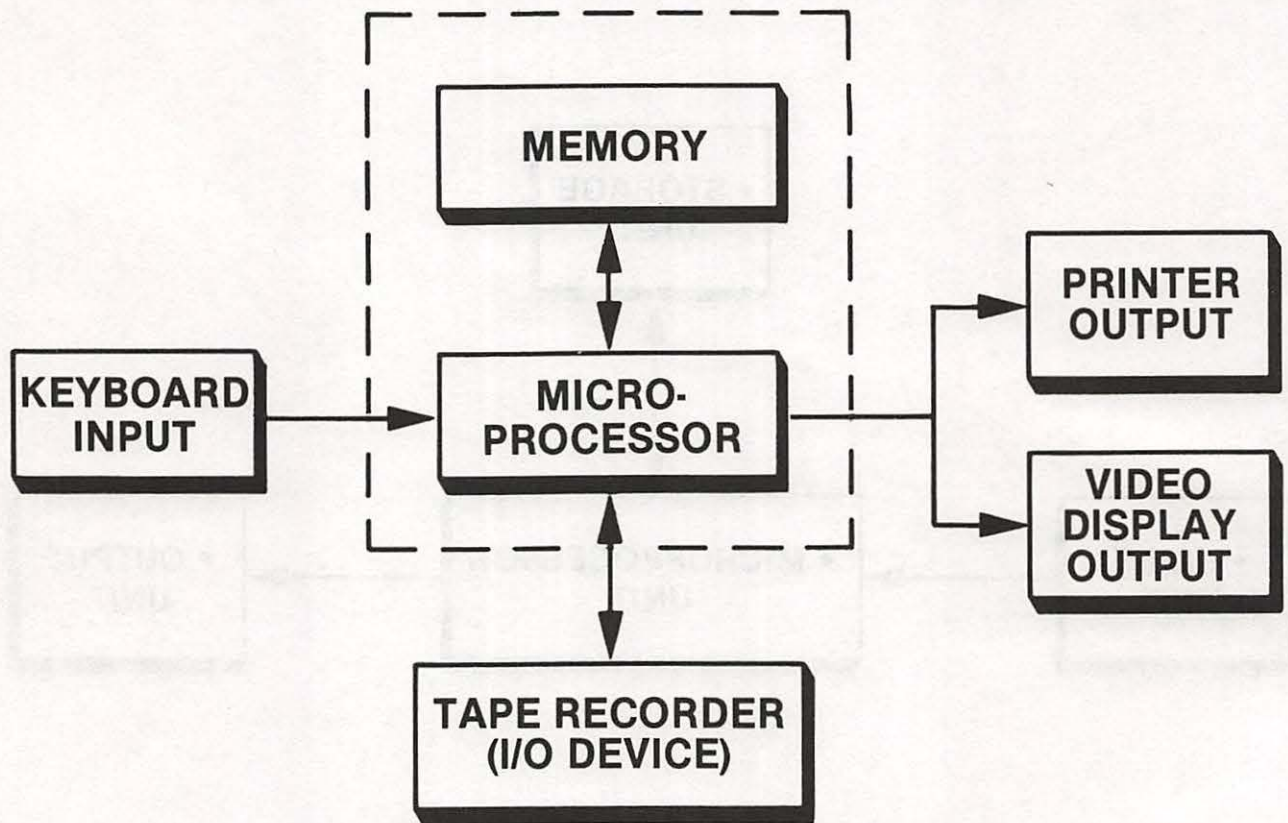 MEMORY
PRINTER
OUTPUT
KEYBOARD
INPUT
MICRO-
PROCESSOR
VIDEO
DISPLAY
OUTPUT
TAPE RECORDER
(I/O DEVICE)